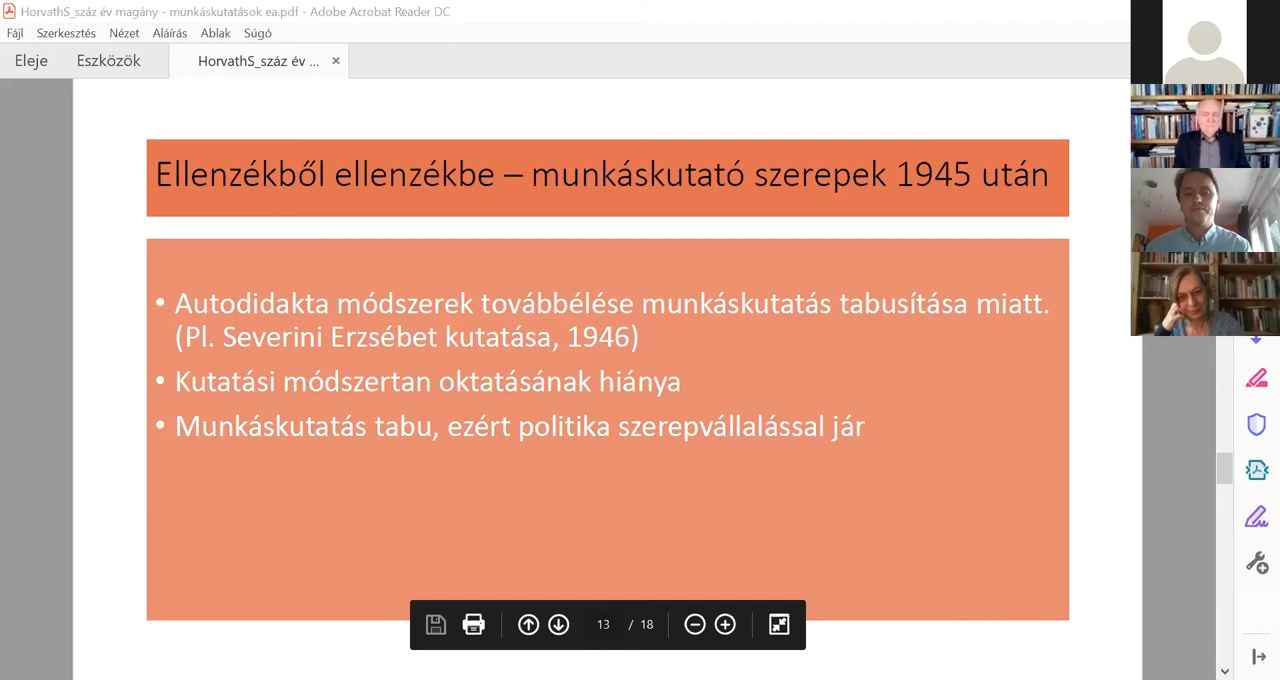 HorvathS_száz év magány - munkáskutatások ea.pdf - Adobe Acrobat Reader DC
Fájl Szerkesztés Nézet Aláírás Ablak Súgó
Eleje Eszközök HorvathS_száz év ... ×
Ellenzékből ellenzékbe – munkáskutató szerepek 1945 után
• Autodidakta módszerek továbbélése munkáskutatás tabusítása miatt.
(Pl. Severini Erzsébet kutatása, 1946)
• Kutatási módszertan oktatásának hiánya
• Munkáskutatás tabu, ezért politika szerepvállalással jár
13 / 18